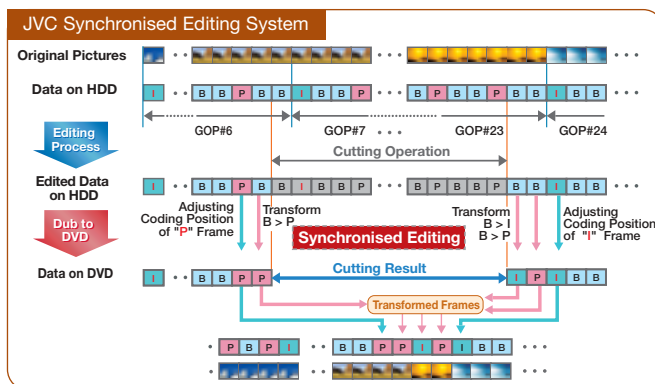 JVC Synchronised Editing System
Original Pictures
Data on HDD
I ·· B B P B B I B B P ··· B P B B P B B I B B ···
GOP#6 GOP#7 ··· GOP#23 GOP#24
Editing
Process
Cutting Operation
Edited Data
on HDD
I ·· B B P B B I B B P ··· B P B B P B B I B B ···
Adjusting
Coding Position
of "P" Frame
Transform
B > P
Transform
B > I
B > P
Adjusting
Coding Position
of "I" Frame
Dub to
DVD
Synchronised Editing
Data on DVD
Cutting Result
I ·· B B P P I P I B B
Transformed Frames
P B P I ··· B B P P I P I B B ···